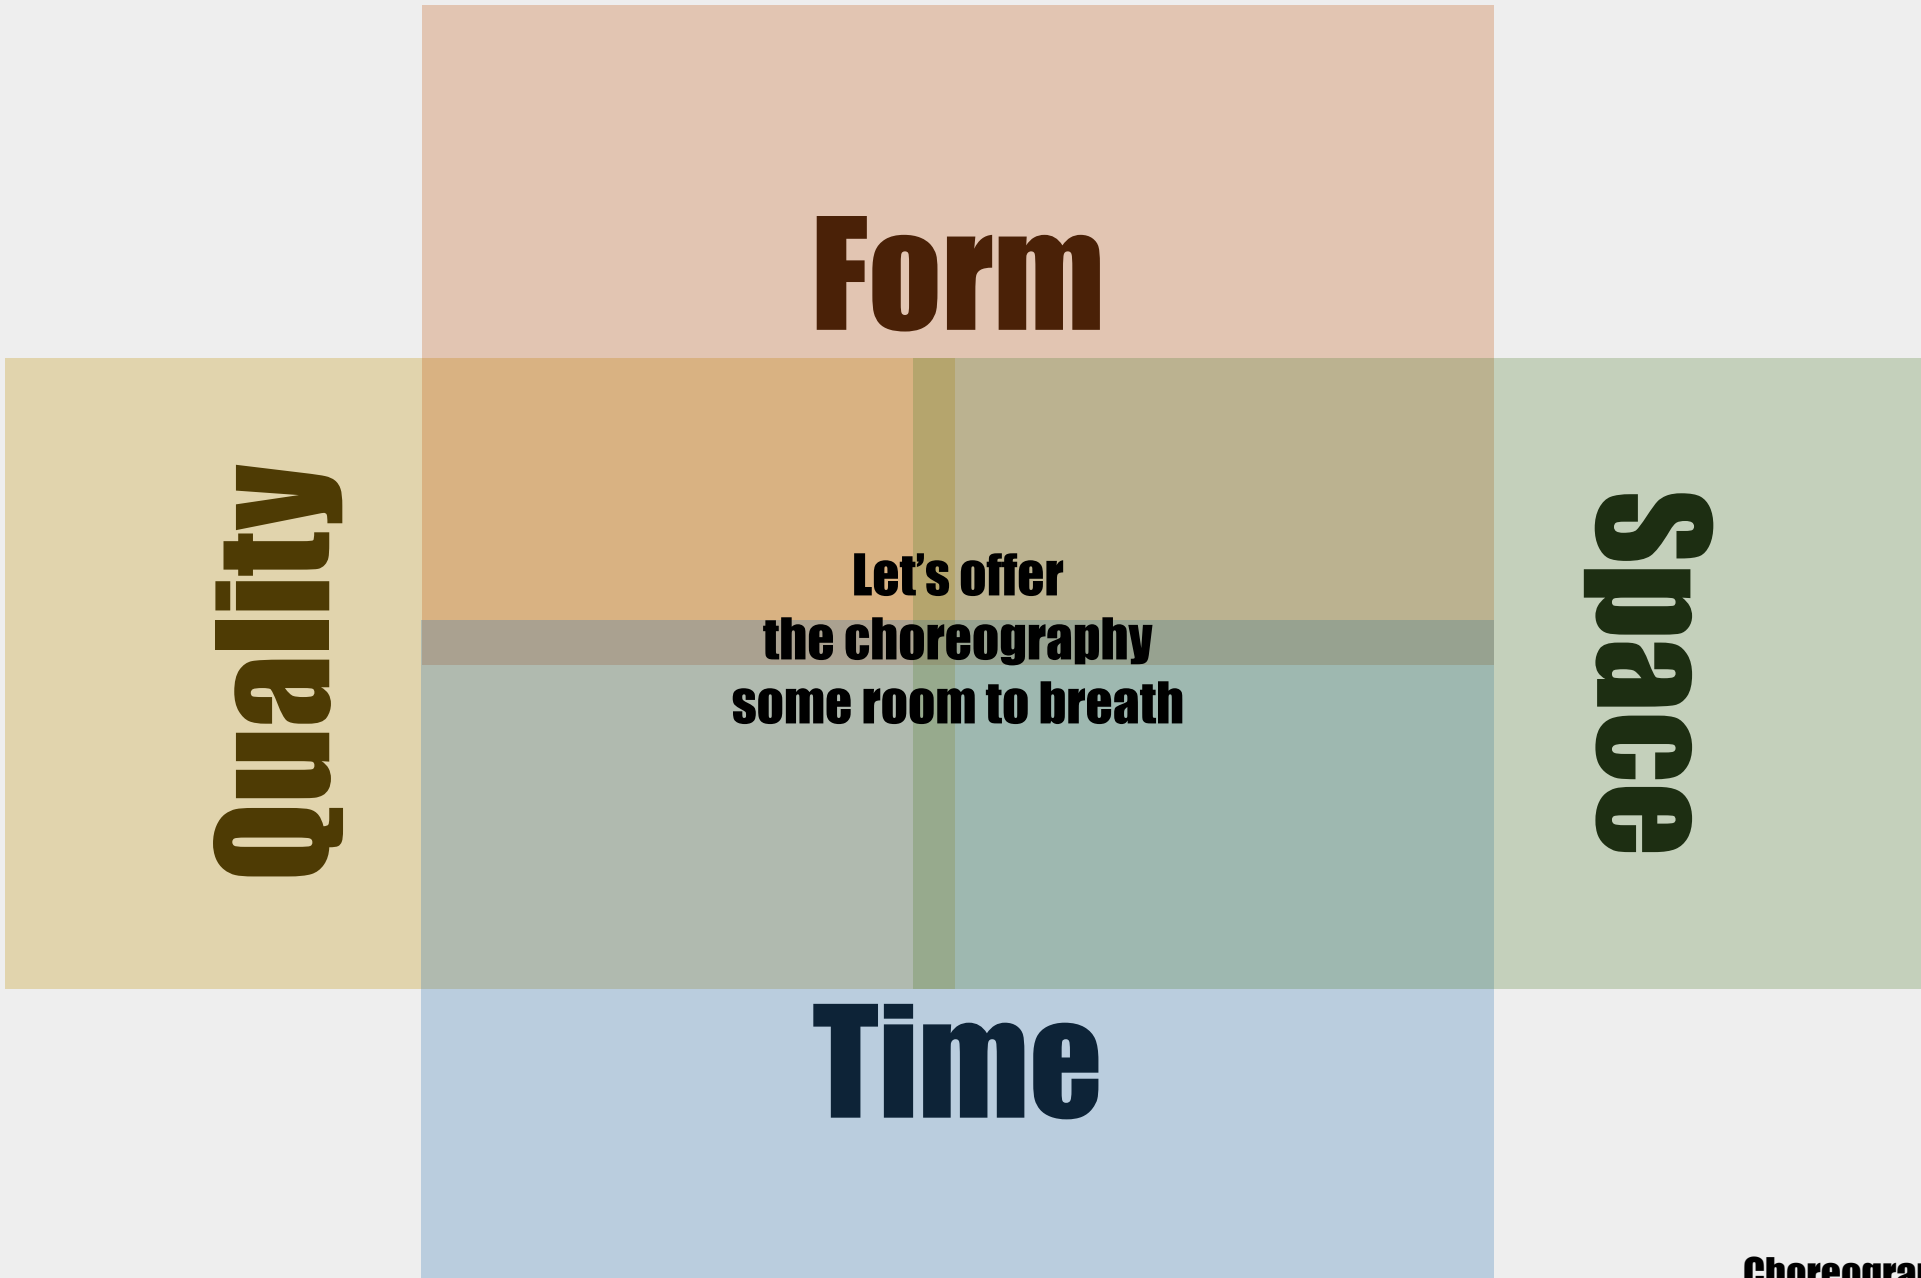 Form
Quality
Space
Let’s offer
the choreography
some room to breath
Time